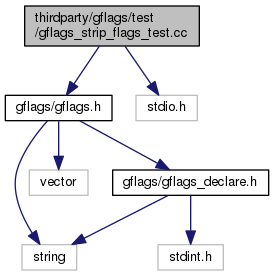 thirdparty/gflags/test
/gflags_strip_flags_test.cc
gflags/gflags.h
stdio.h
vector
gflags/gflags_declare.h
string
stdint.h